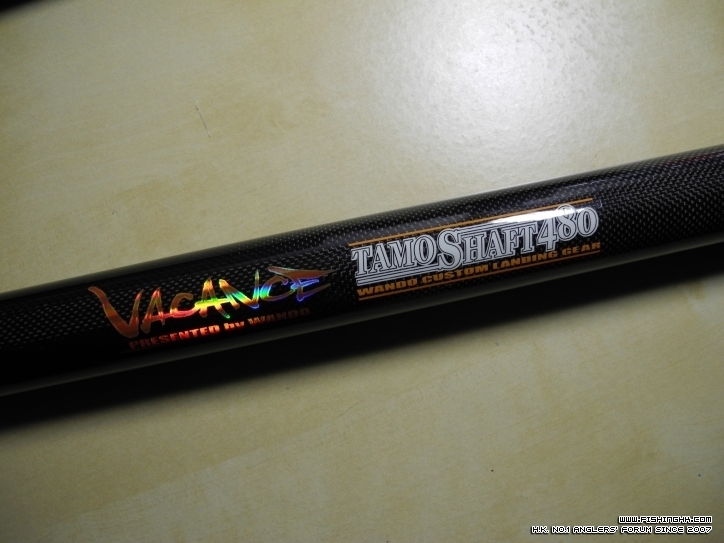 VACANCE
PRESENTED by WANDO
TAMO SHAFT 480
WANDO CUSTOM LANDING GEAR
WWW.FISHINGHK.COM
H.K. NO.1 ANGLERS' FORUM SINCE 2007